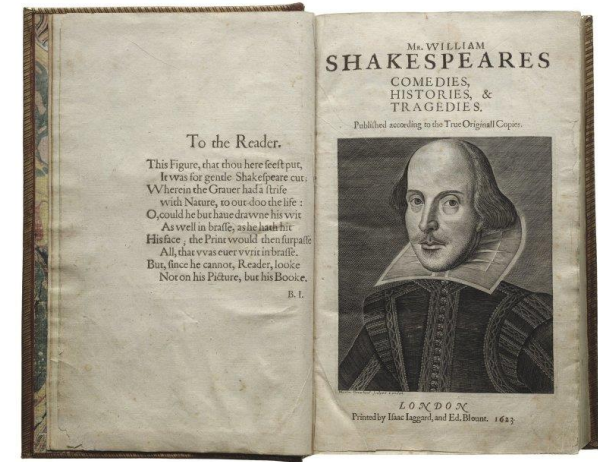 To the Reader.
This Figure, that thou here seeſt put,
It was for gentle Shakeſpeare cut;
Wherein the Grauer had a ſtrife
with Nature, to out-doo the life :
O, could he but haue drawne his wit
As well in braſſe, as he hath hit
His face ; the Print would then ſurpaſſe
All, that vvas euer vvrit in braſſe.
But, ſince he cannot, Reader, looke
Not on his Picture, but his Booke.
B. I.
Mr. WILLIAM
SHAKESPEARES
COMEDIES,
HISTORIES, &
TRAGEDIES.
Publiſhed according to the True Originall Copies.
LONDON
Printed by Iſaac Iaggard, and Ed. Blount. 1623